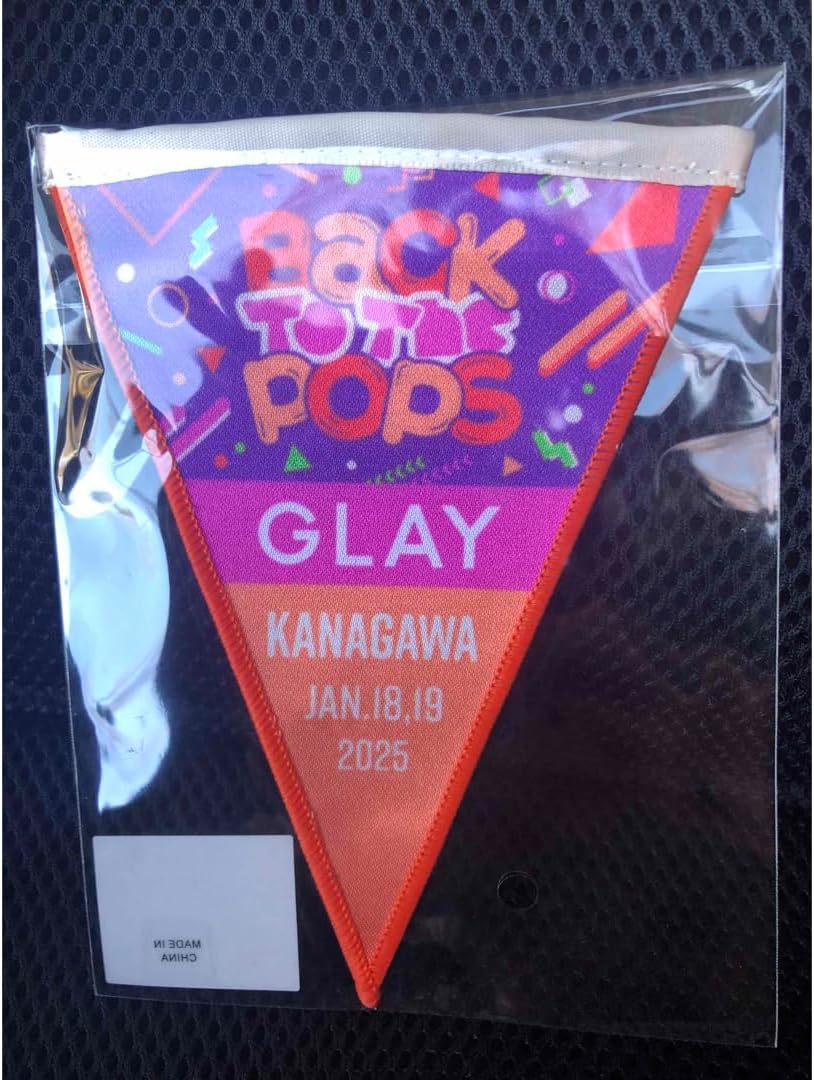 BACK
TO THE
POPS
GLAY
KANAGAWA
JAN.18,19
2025
MADE IN
CHINA